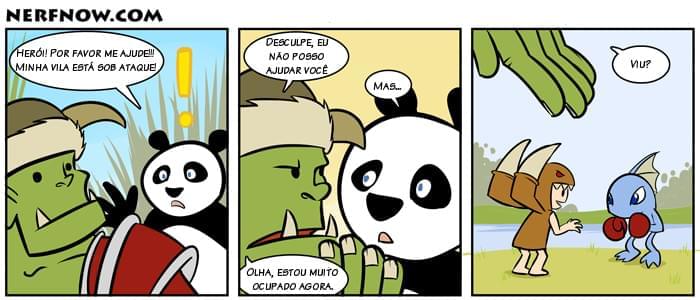 NERFNOW.COM
HERÓI! POR FAVOR ME AJUDE!!!
MINHA VILA ESTÁ SOB ATAQUE!
!
DESCULPE, EU
NÃO POSSO
AJUDAR VOCÊ
MAS...
OLHA, ESTOU MUITO
OCUPADO AGORA.
VIU?